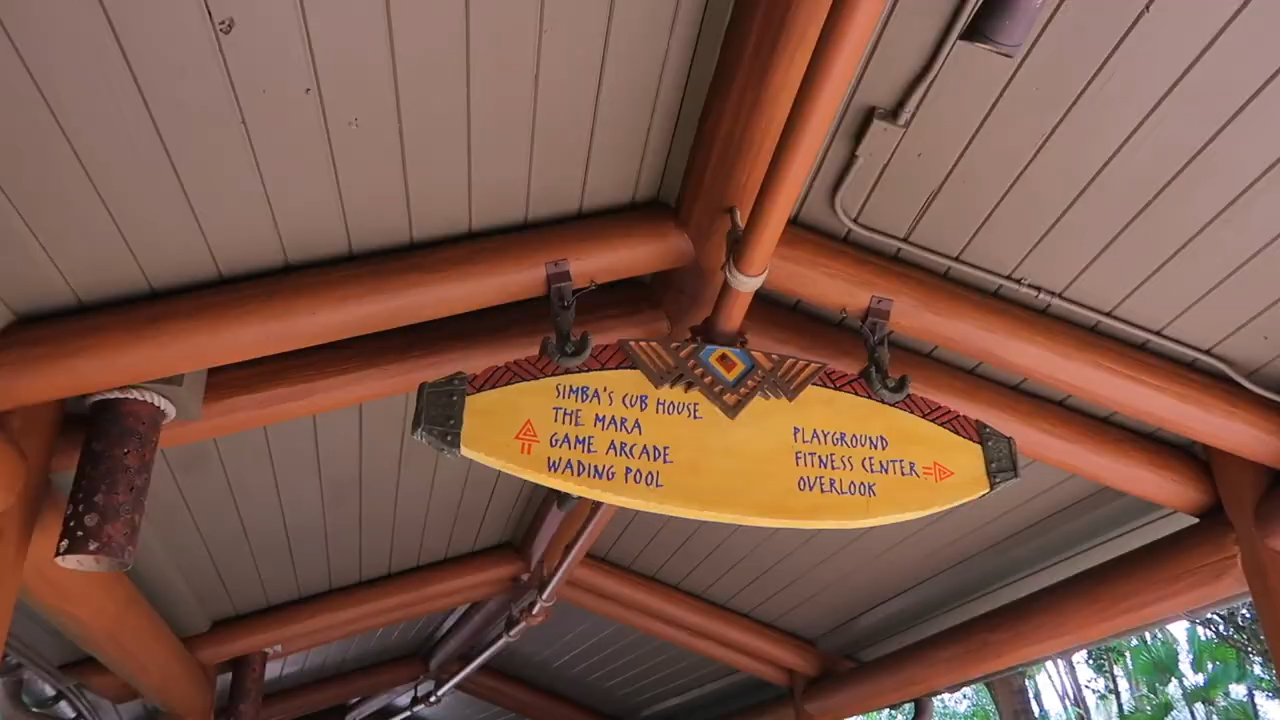 SIMBA'S CUB HOUSE
THE MARA
GAME ARCADE
WADING POOL
PLAYGROUND
FITNESS CENTER
OVERLOOK